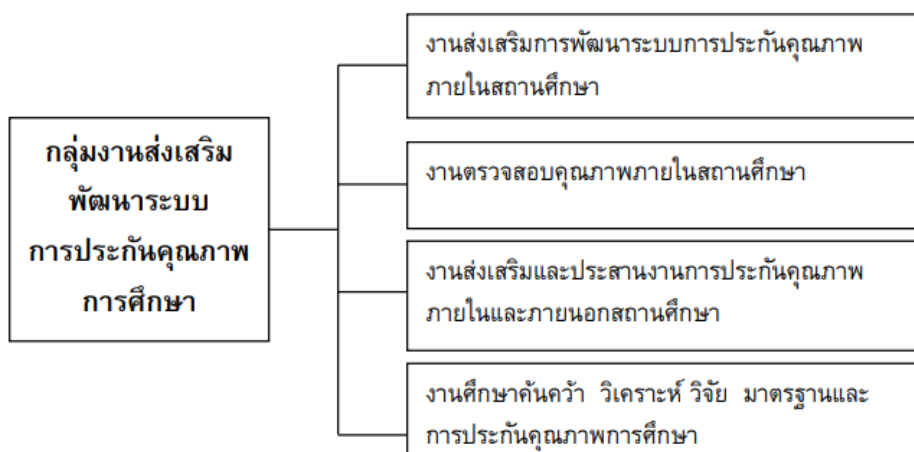 กลุ่มงานส่งเสริม
พัฒนาระบบ
การประกันคุณภาพ
การศึกษา
งานส่งเสริมการพัฒนาระบบการประกันคุณภาพ
ภายในสถานศึกษา
งานตรวจสอบคุณภาพภายในสถานศึกษา
งานส่งเสริมและประสานงานการประกันคุณภาพ
ภายในและภายนอกสถานศึกษา
งานศึกษาค้นคว้า วิเคราะห์ วิจัย มาตรฐานและ
การประกันคุณภาพการศึกษา